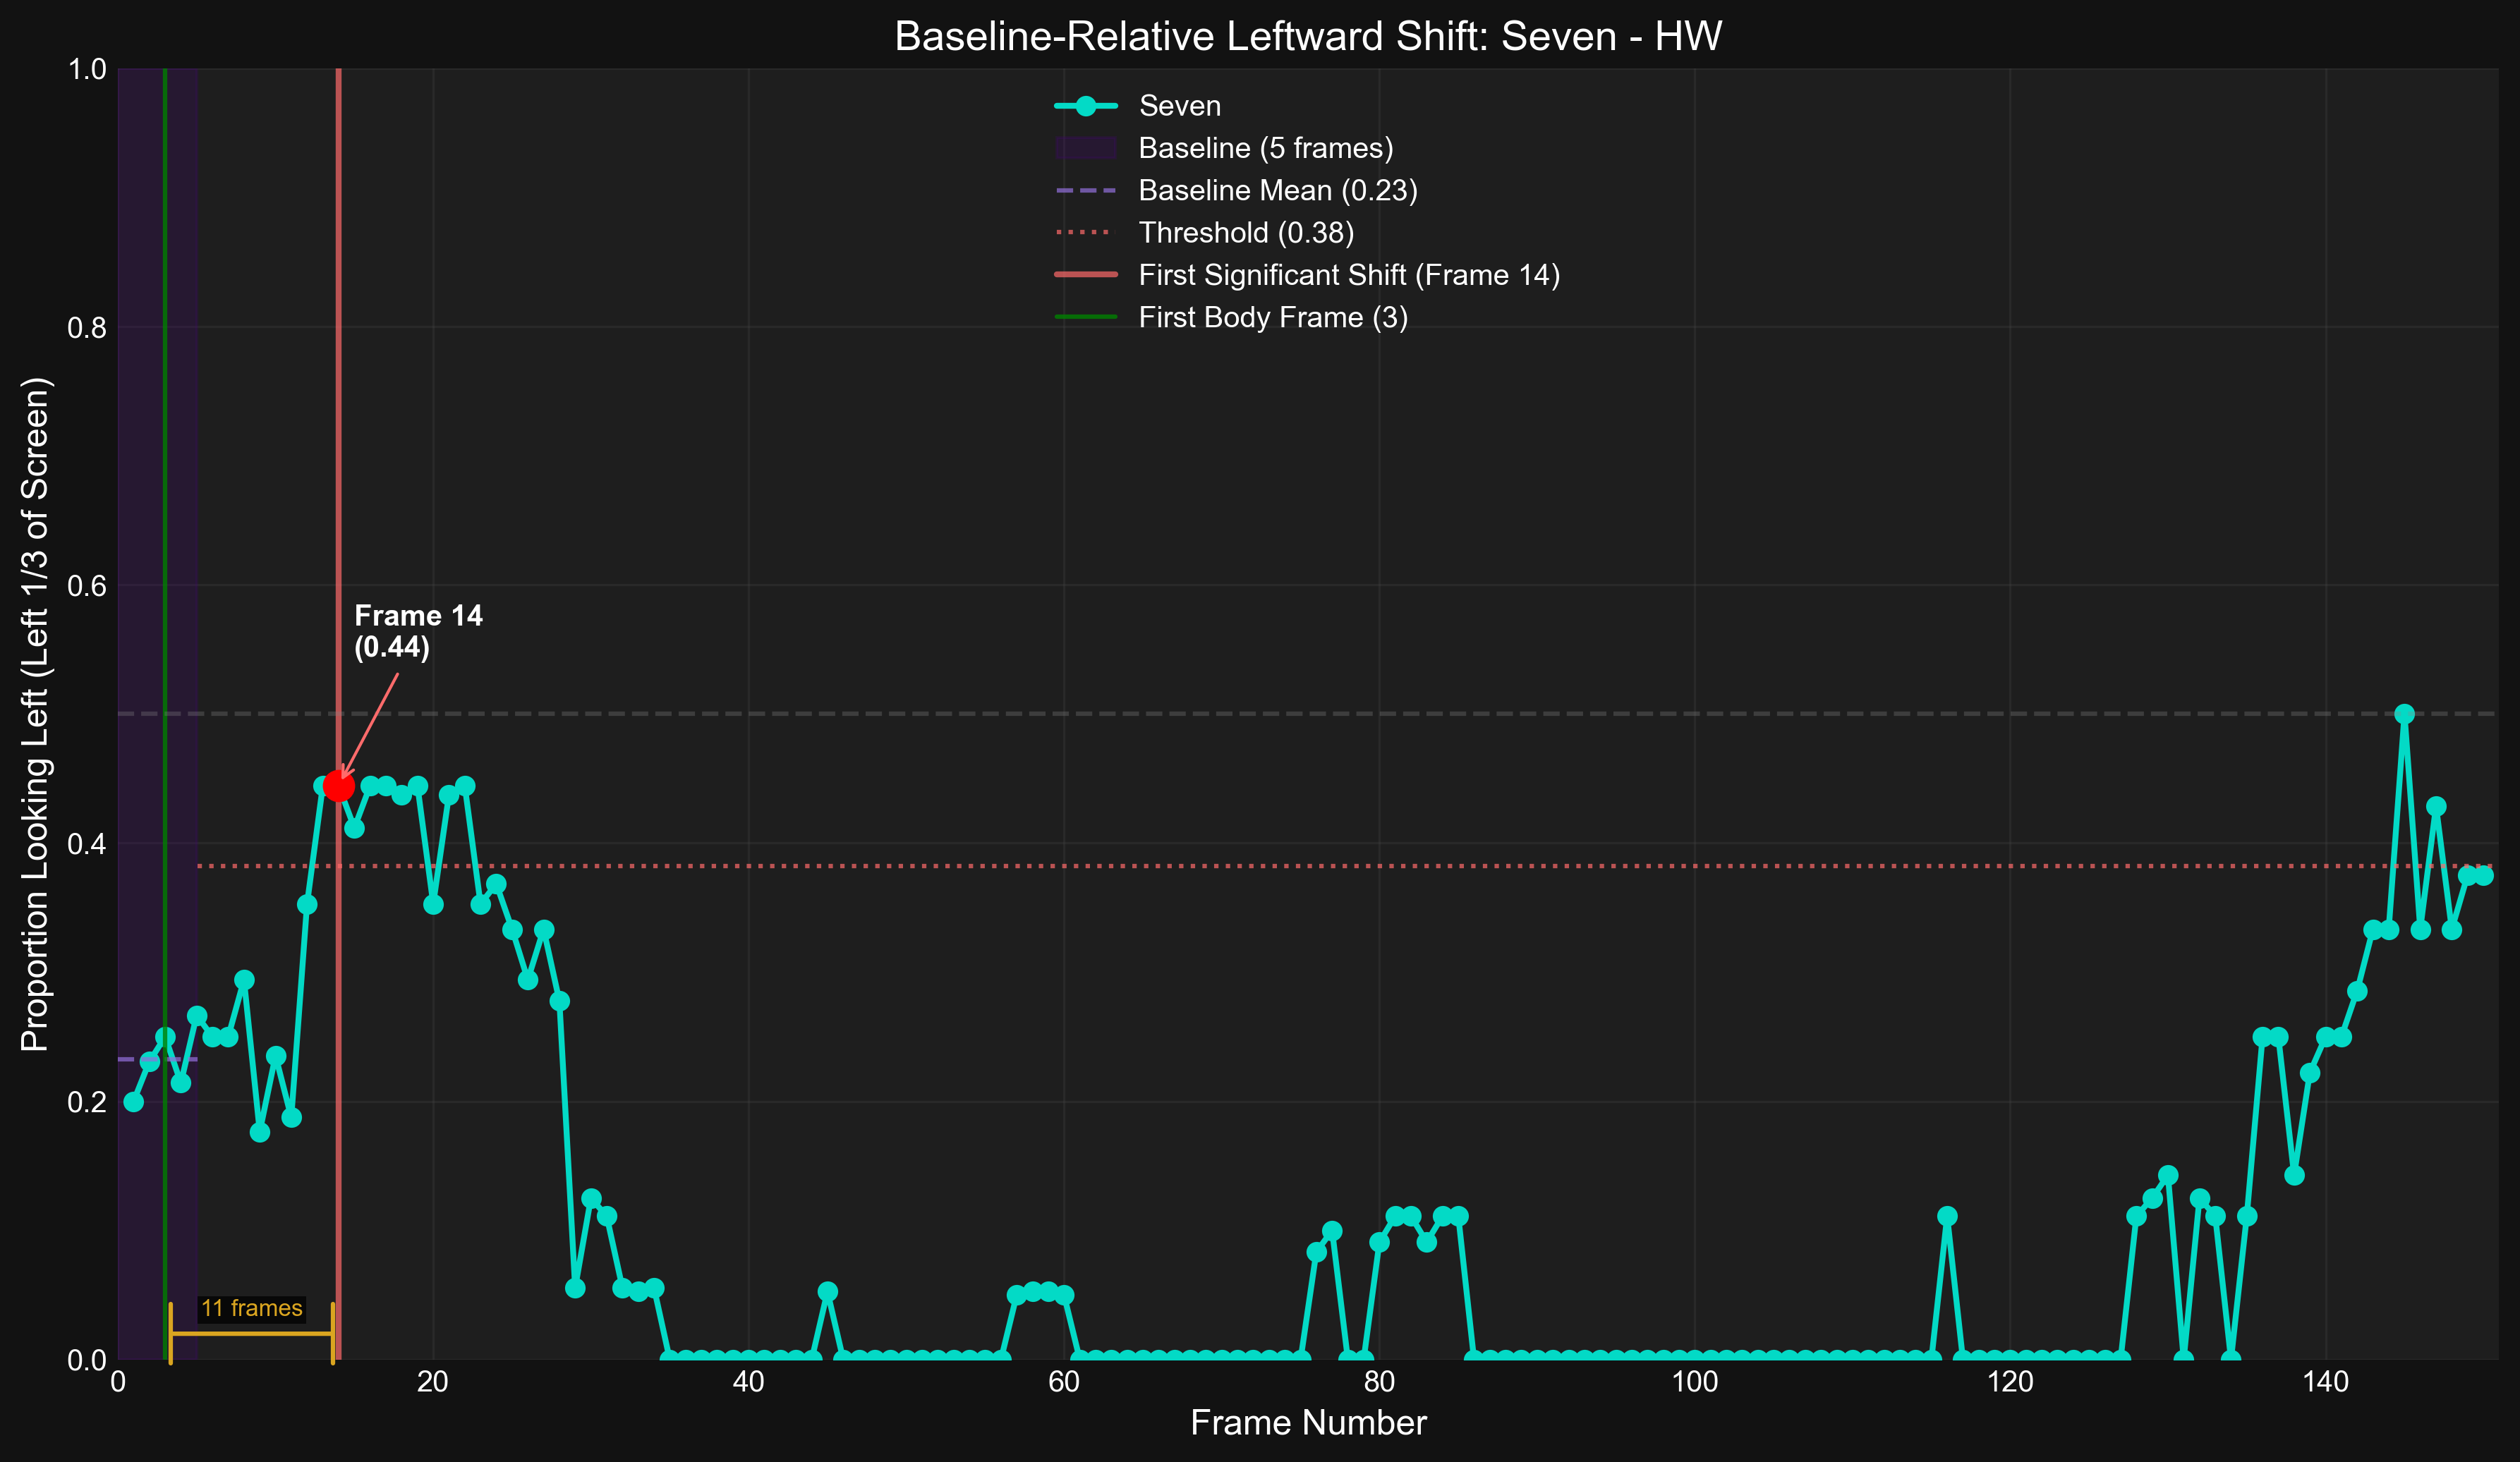 Baseline-Relative Leftward Shift: Seven - HW
Seven
Baseline (5 frames)
Baseline Mean (0.23)
Threshold (0.38)
First Significant Shift (Frame 14)
First Body Frame (3)
Proportion Looking Left (Left 1/3 of Screen)
1.0
0.8
0.6
0.4
0.2
0.0
Frame 14
(0.44)
11 frames
0
20
40
60
80
100
120
140
Frame Number